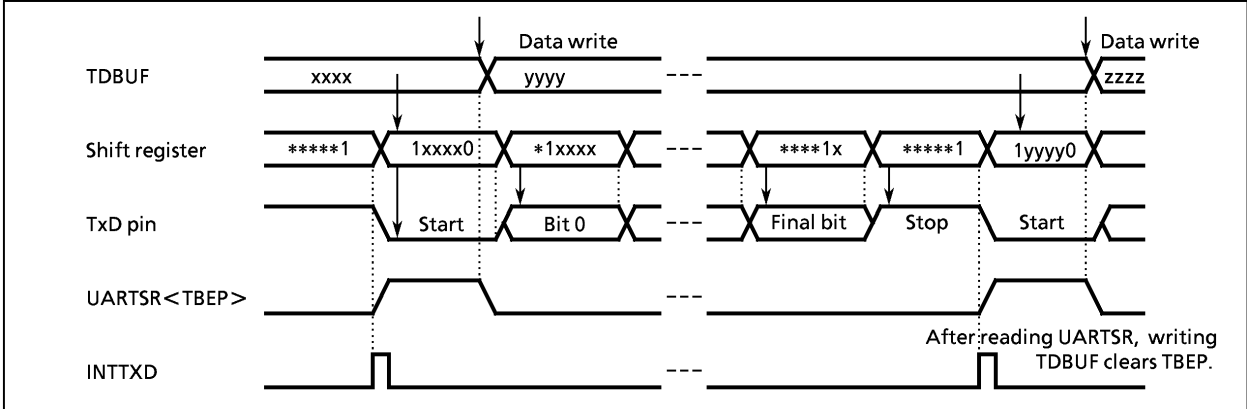 Data write Data write
TDBUF xxxx yyyy zzzz
Shift register *****1 1xxxx0 *1xxxx ****1x *****1 1yyyy0
TxD pin Start Bit 0 Final bit Stop Start
UARTSR<TBEP>
After reading UARTSR, writing
TDBUF clears TBEP.
INTTXD